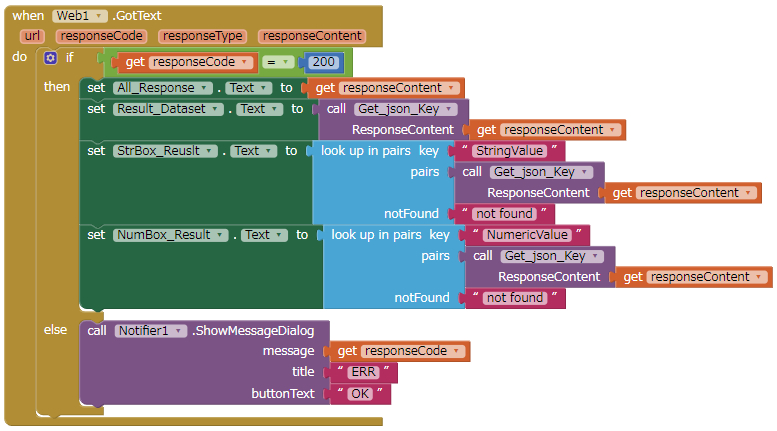 when Web1 .GotText
url responseCode responseType responseContent
do if get responseCode = 200
then set All_Response . Text to get responseContent
set Result_Dataset . Text to call Get_json_Key
ResponseContent get responseContent
set StrBox_Reuslt . Text to look up in pairs key “ StringValue ”
pairs call Get_json_Key
ResponseContent get responseContent
notFound “ not found ”
set NumBox_Result . Text to look up in pairs key “ NumericValue ”
pairs call Get_json_Key
ResponseContent get responseContent
notFound “ not found ”
else call Notifier1 .ShowMessageDialog
message get responseCode
title “ ERR ”
buttonText “ OK ”